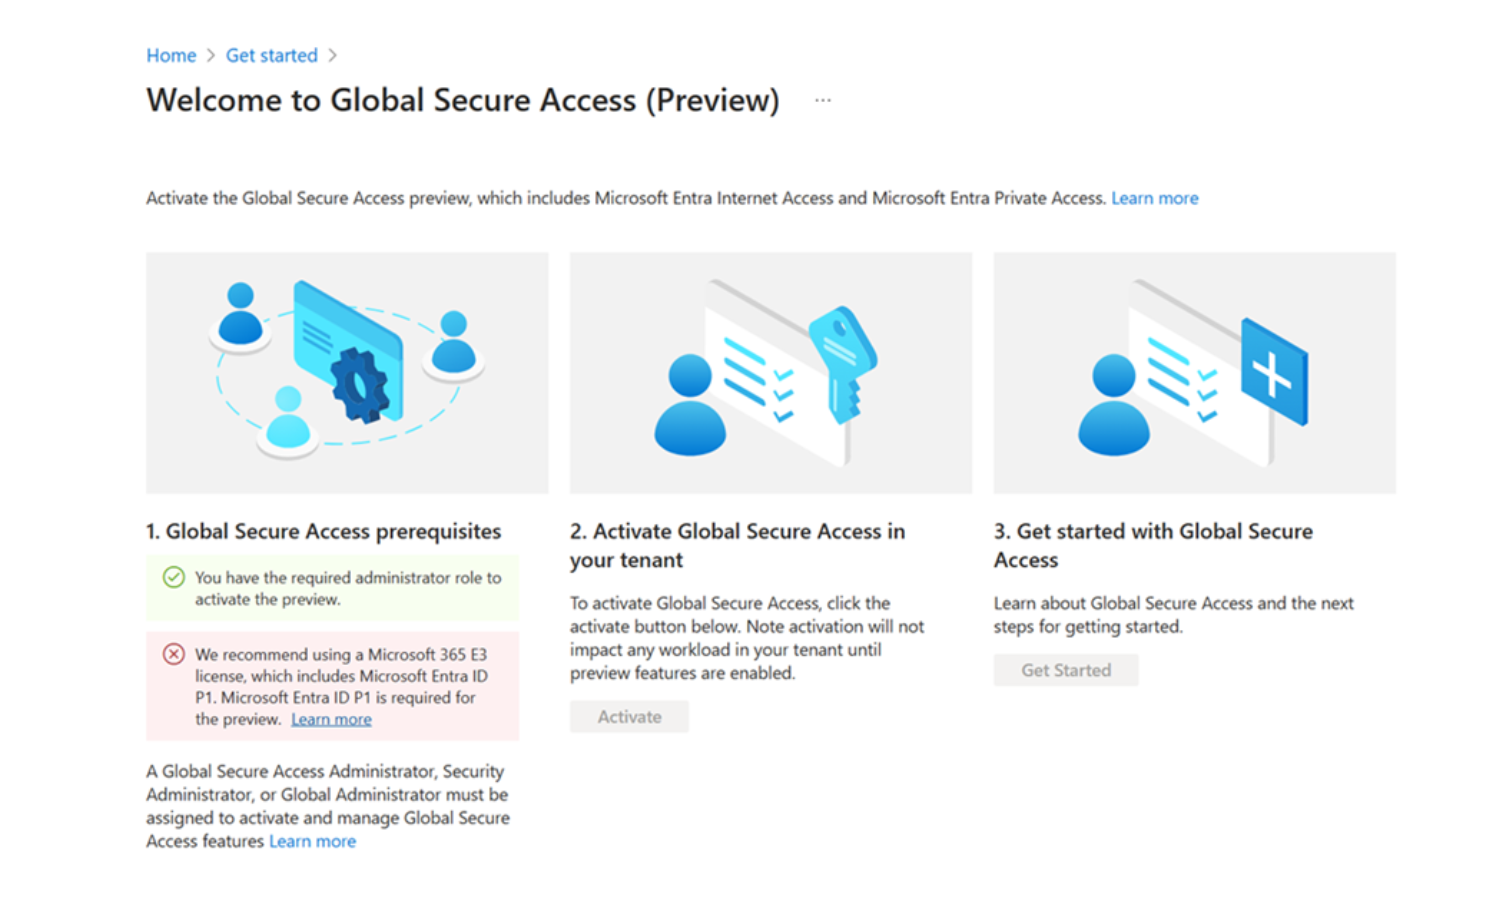 Home > Get started >
Welcome to Global Secure Access (Preview) ...
Activate the Global Secure Access preview, which includes Microsoft Entra Internet Access and Microsoft Entra Private Access. Learn more
1. Global Secure Access prerequisites
You have the required administrator role to
activate the preview.
We recommend using a Microsoft 365 E3
license, which includes Microsoft Entra ID
P1. Microsoft Entra ID P1 is required for
the preview. Learn more
A Global Secure Access Administrator, Security
Administrator, or Global Administrator must be
assigned to activate and manage Global Secure
Access features Learn more
2. Activate Global Secure Access in
your tenant
To activate Global Secure Access, click the
activate button below. Note activation will not
impact any workload in your tenant until
preview features are enabled.
Activate
3. Get started with Global Secure
Access
Learn about Global Secure Access and the next
steps for getting started.
Get Started